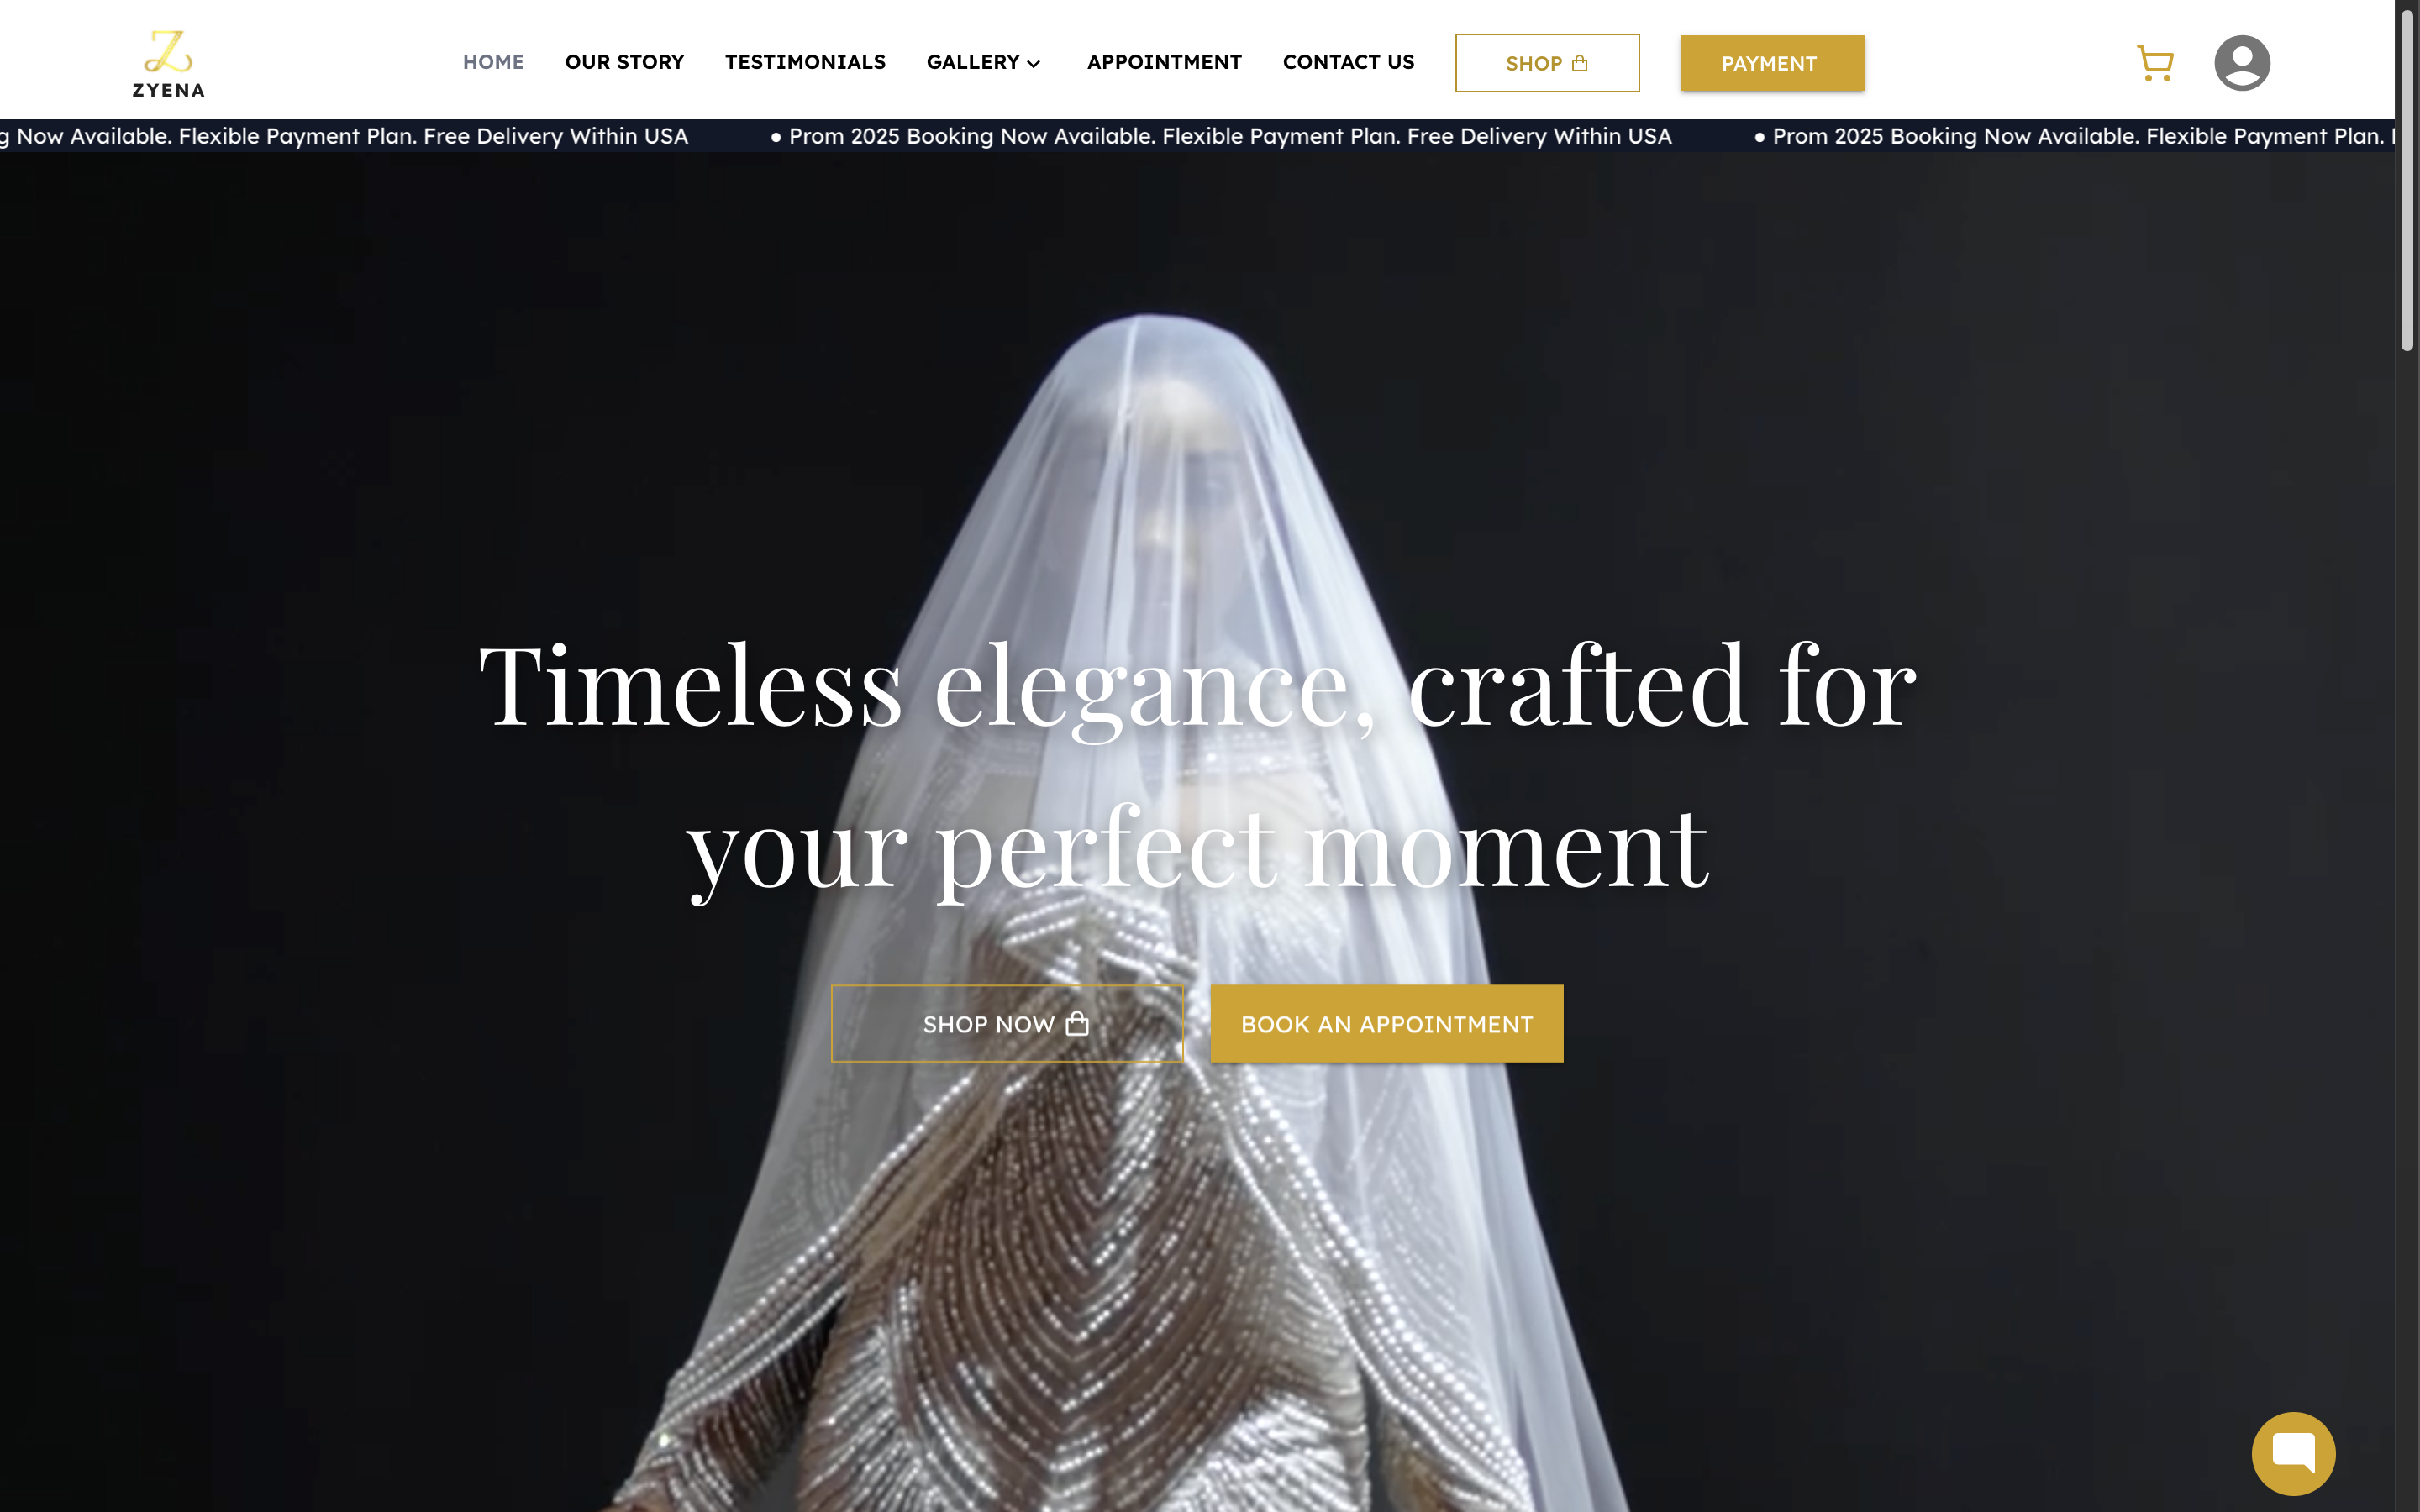 Z
ZYENA
HOME OUR STORY TESTIMONIALS GALLERY APPOINTMENT CONTACT US SHOP PAYMENT
g Now Available. Flexible Payment Plan. Free Delivery Within USA • Prom 2025 Booking Now Available. Flexible Payment Plan. Free Delivery Within USA • Prom 2025 Booking Now Available. Flexible Payment Plan.
Timeless elegance, crafted for
your perfect moment
SHOP NOW BOOK AN APPOINTMENT